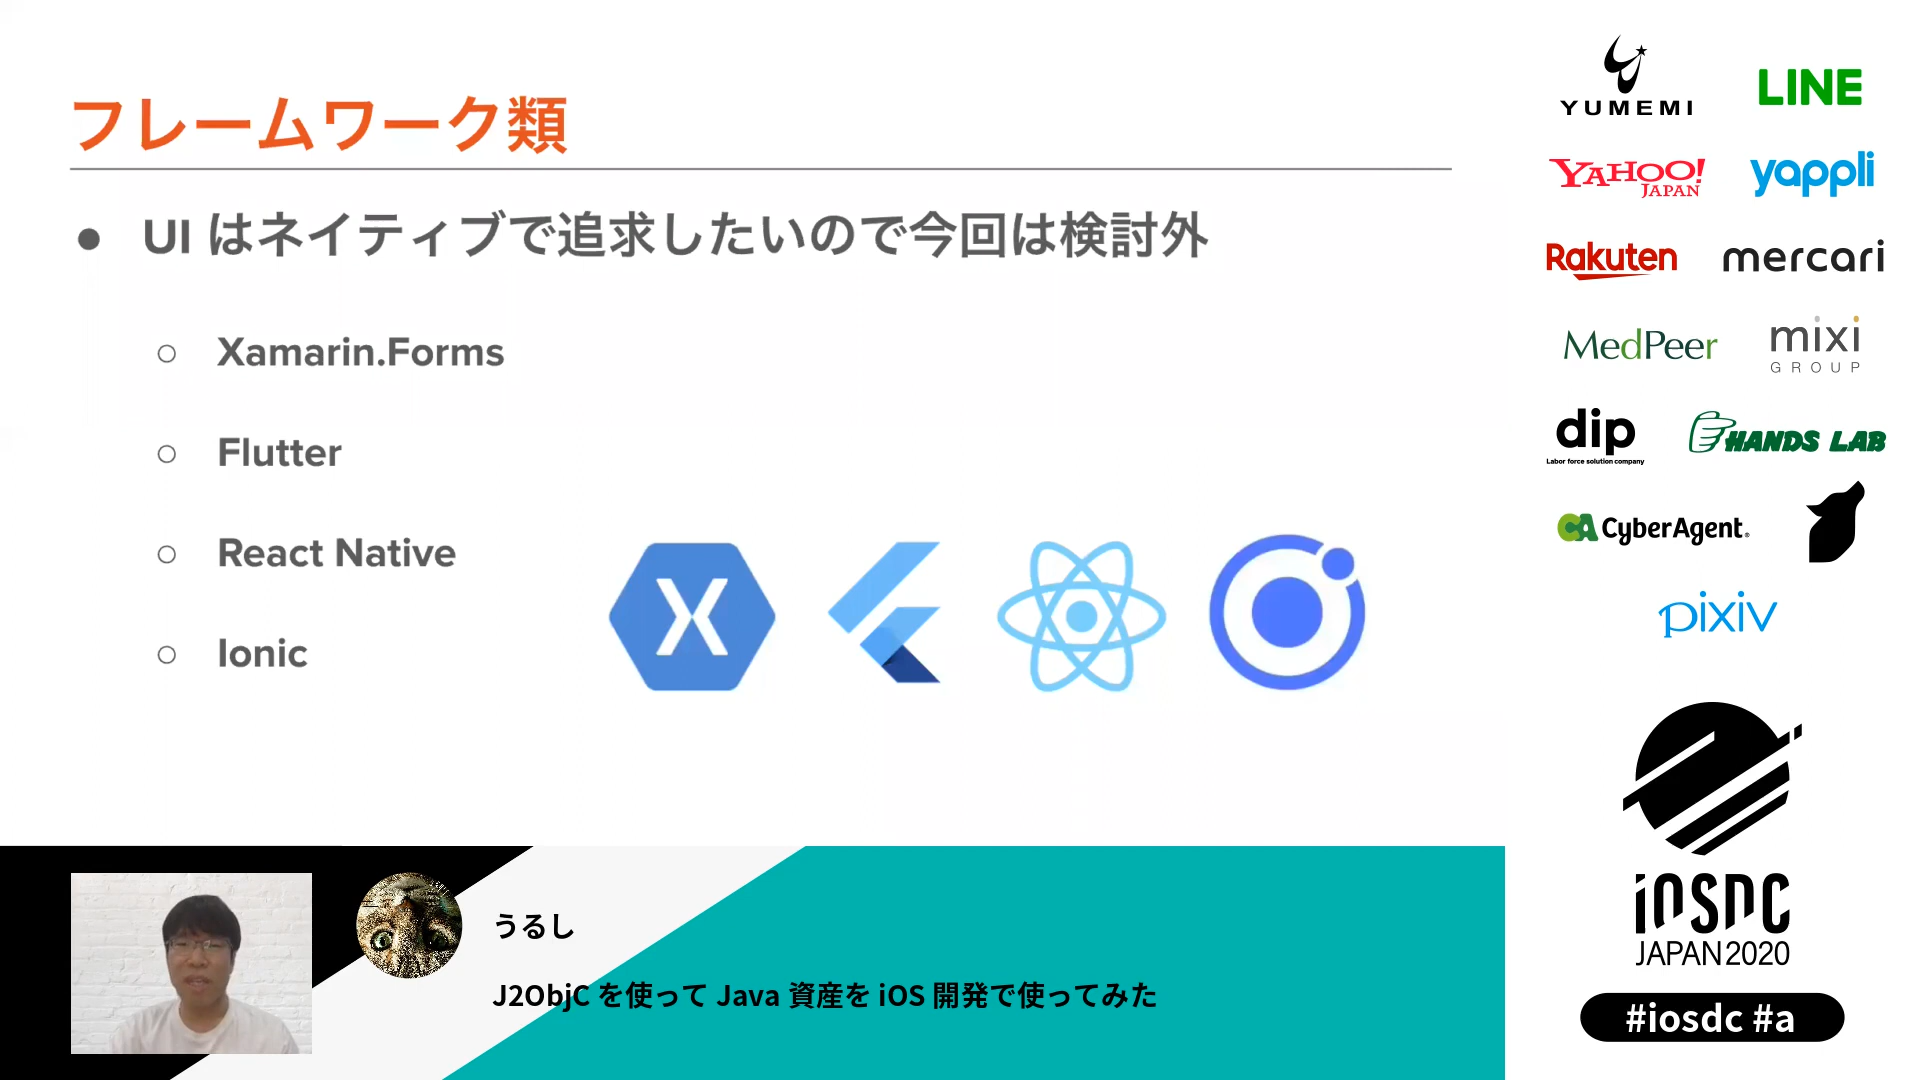 フレームワーク類
● UI はネイティブで追求したいので今回は検討外
○ Xamarin.Forms
○ Flutter
○ React Native
○ Ionic
うるし
J2ObjC を使って Java 資産を iOS 開発で使ってみた
YUMEMI
LINE
YAHOO!
JAPAN
yappli
Rakuten
mercari
MedPeer
mixi
GROUP
dip
Labor force solution company
HANDS LAB
CA CyberAgent.
pixiv
iOSDC
JAPAN 2020
#iosdc #a